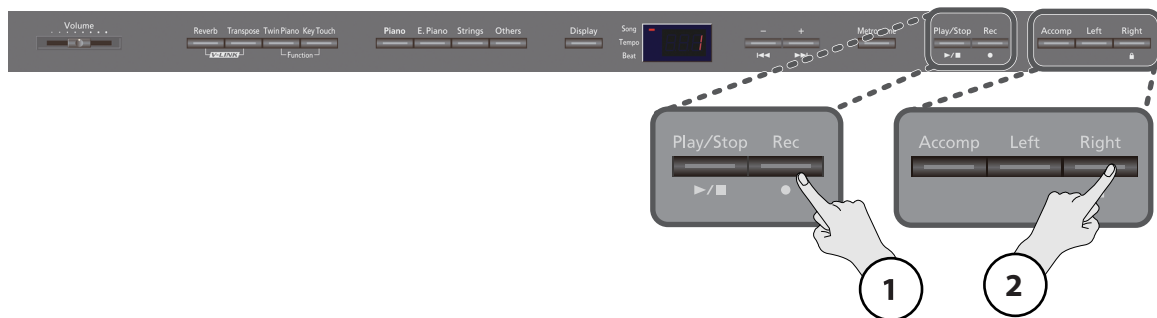 Volume
Reverb Transpose Twin Piano Key Touch
V-LINK
Function
Piano E. Piano Strings Others
Display
Song
Tempo
Beat
1
− +
Metronome
Play/Stop Rec
Accomp Left Right
Play/Stop Rec
Accomp Left Right
1
2